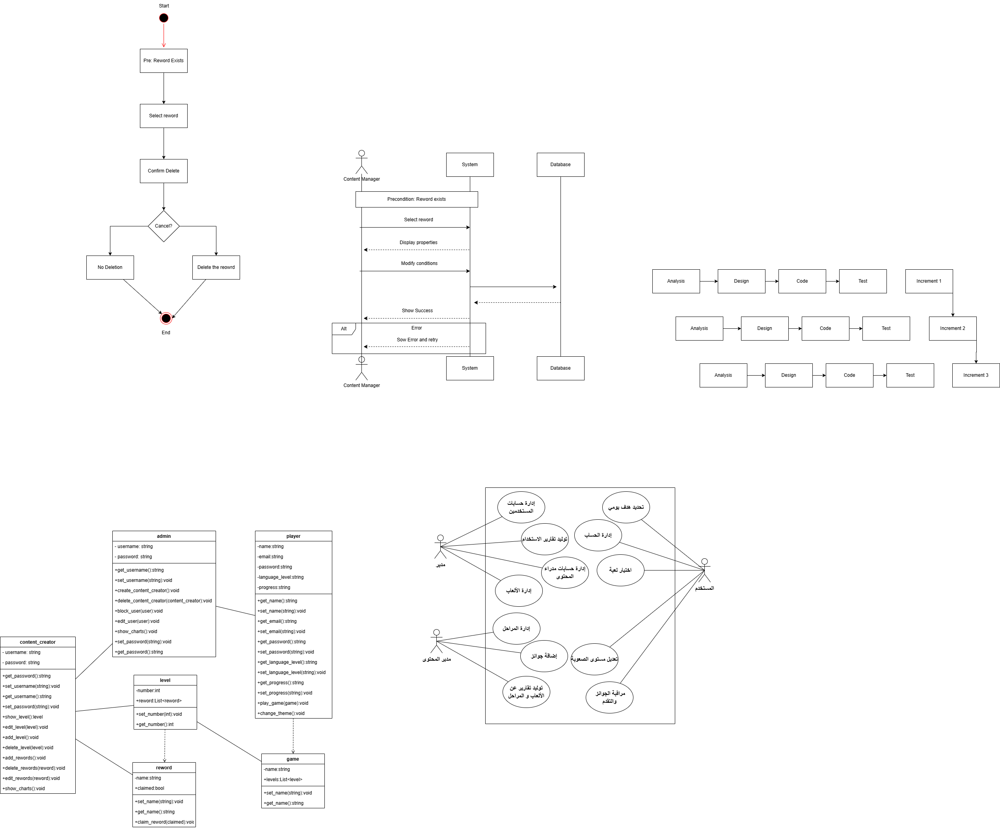 Start
Pre: Reword Exists
Select reword
Confirm Delete
Cancel?
No Deletion
Delete the reowrd
End
Content Manager
System
Database
Precondition: Reword exists
Select reword
Display properties
Modify conditions
Show Success
Alt
Error
Sow Error and retry
Content Manager
System
Database
Analysis
Design
Code
Test
Increment 1
Analysis
Design
Code
Test
Increment 2
Analysis
Design
Code
Test
Increment 3
content_creator
- username: string
- password: string
+get_password():string
+set_username(string):void
+get_username():string
+set_password(string):void
+show_level():level
+edit_level(level):void
+add_level():void
+delete_level(level):void
+add_rewords():void
+delete_rewords(reword):void
+edit_rewords(reword):void
+show_charts():void
admin
- username: string
- password: string
+get_username():string
+set_username(string):void
+create_content_creator():void
+delete_content_creator(content_creator):void
+block_user(user):void
+edit_user(user):void
+show_charts():void
+set_password(string):void
+get_password():string
level
-number:int
+reword:List<reword>
+set_number(int):void
+get_number():int
reword
-name:string
+claimed:bool
+set_name(string):void
+get_name():string
+claim_reword(claimed):void
player
-name:string
-email:string
-password:string
-language_level:string
-progress:string
+get_name():string
+set_name(string):void
+get_email():string
+set_email(string):void
+get_password():string
+set_password(string):void
+get_language_level():string
+set_language_level(string):void
+get_progress():string
+set_progress(string):void
+play_game(game):void
+change_theme():void
game
-name:string
+levels:List<level>
+set_name(string):void
+get_name():string
إدارة حسابات
المستخدمين
توليد تقارير الاستخدام
إدارة حسابات مدراء
المحتوى
إدارة الألعاب
مدير
إدارة المراحل
إضافة جوائز
توليد تقارير عن
الألعاب و المراحل
مدير المحتوى
تحديد هدف يومي
إدارة الحساب
اختيار لعبة
تعديل مستوى الصعوبة
مراقبة الجوائز
والتقدم
المستخدم